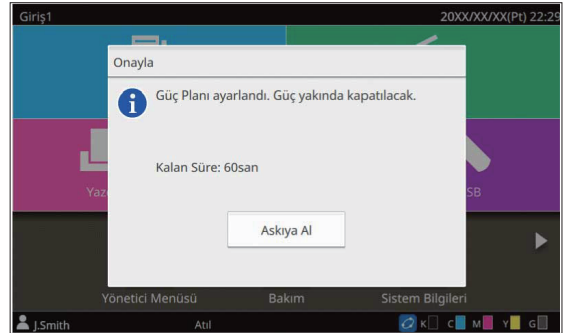 Giriş1 20XX/XX/XX(Pt) 22:29
Onayla
Güç Planı ayarlandı. Güç yakında kapatılacak.
Kalan Süre: 60san
Askıya Al
Yaz
SB
Yönetici Menüsü Bakım Sistem Bilgileri
J.Smith Atıl K C M Y G